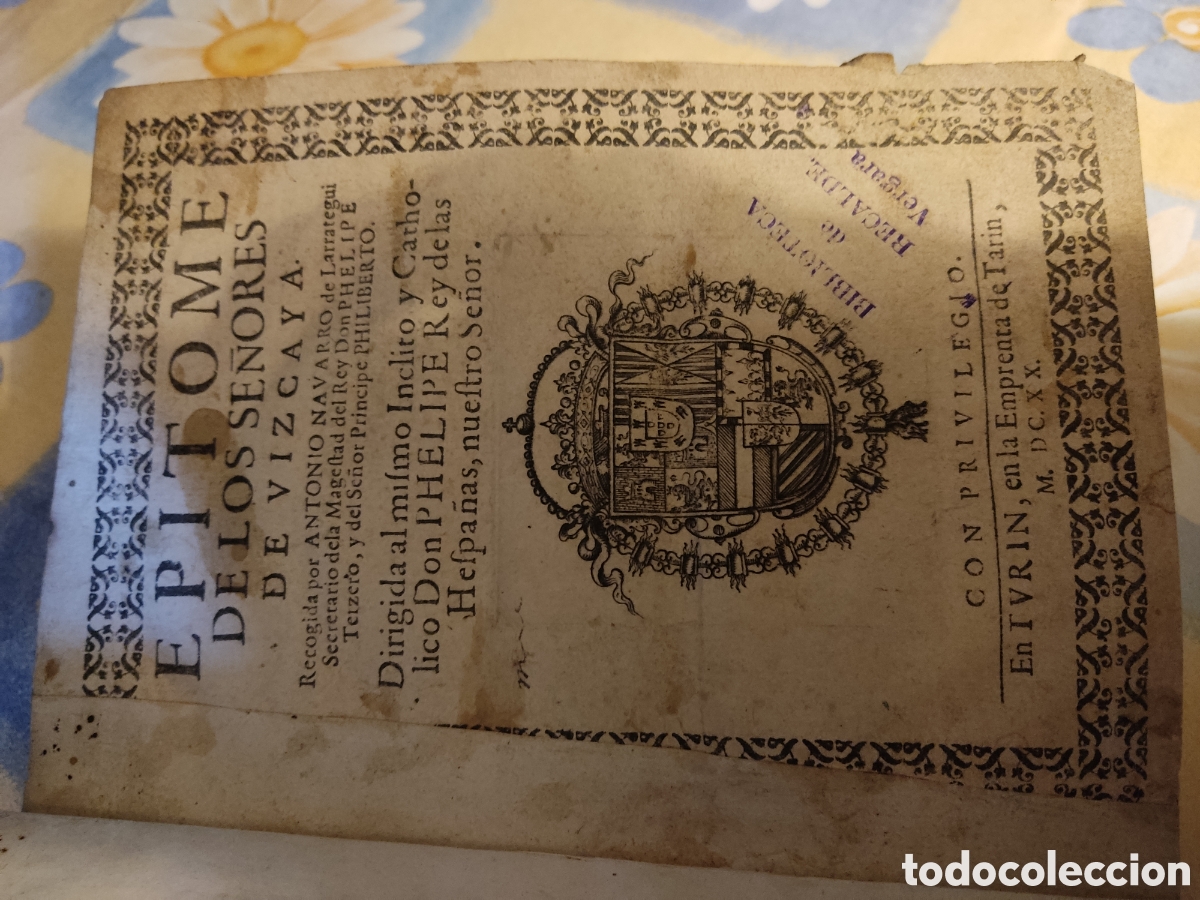 EPITOME
DE LOS SEÑORES
DE VIZCAYA.
Recogida por ANTONIO NAVARRO de Larrategui
Secretario dela Mageſtad del Rey Don PHELIPE
Terzero, y del Señor Principe PHILIBERTO.
Dirigida al miſmo Inclito y Catho-
lico Don PHELIPE Rey de las
Heſpañas, nueſtro Señor.
BIBLIOTECA
de
RECALDE
Vergara
CON PRIVILEGIO.
En TVRIN, en la Emprenta de Tarin,
M. DC. XX.
todocoleccion